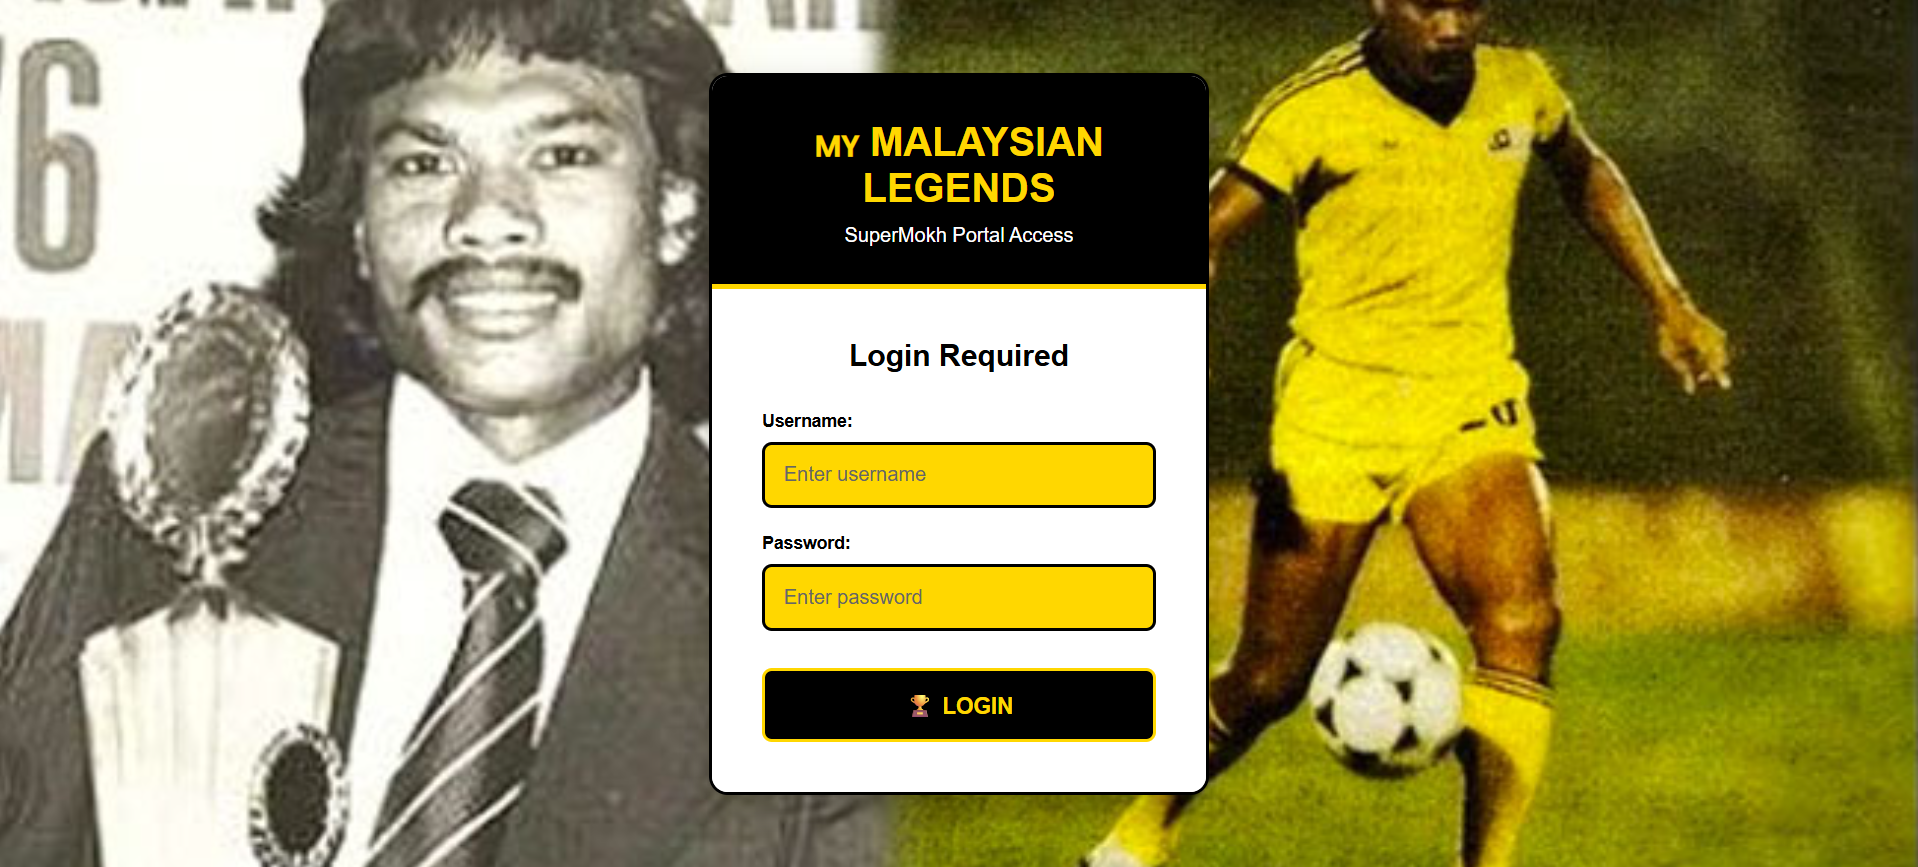 MY MALAYSIAN
LEGENDS
SuperMokh Portal Access
Login Required
Username:
Enter username
Password:
Enter password
🏆 LOGIN